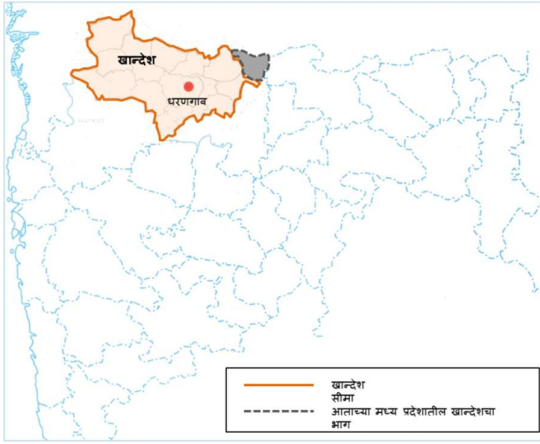 खान्देश
धरणगाव
खान्देश
सीमा
आताच्या मध्य प्रदेशातील खान्देशचा
भाग